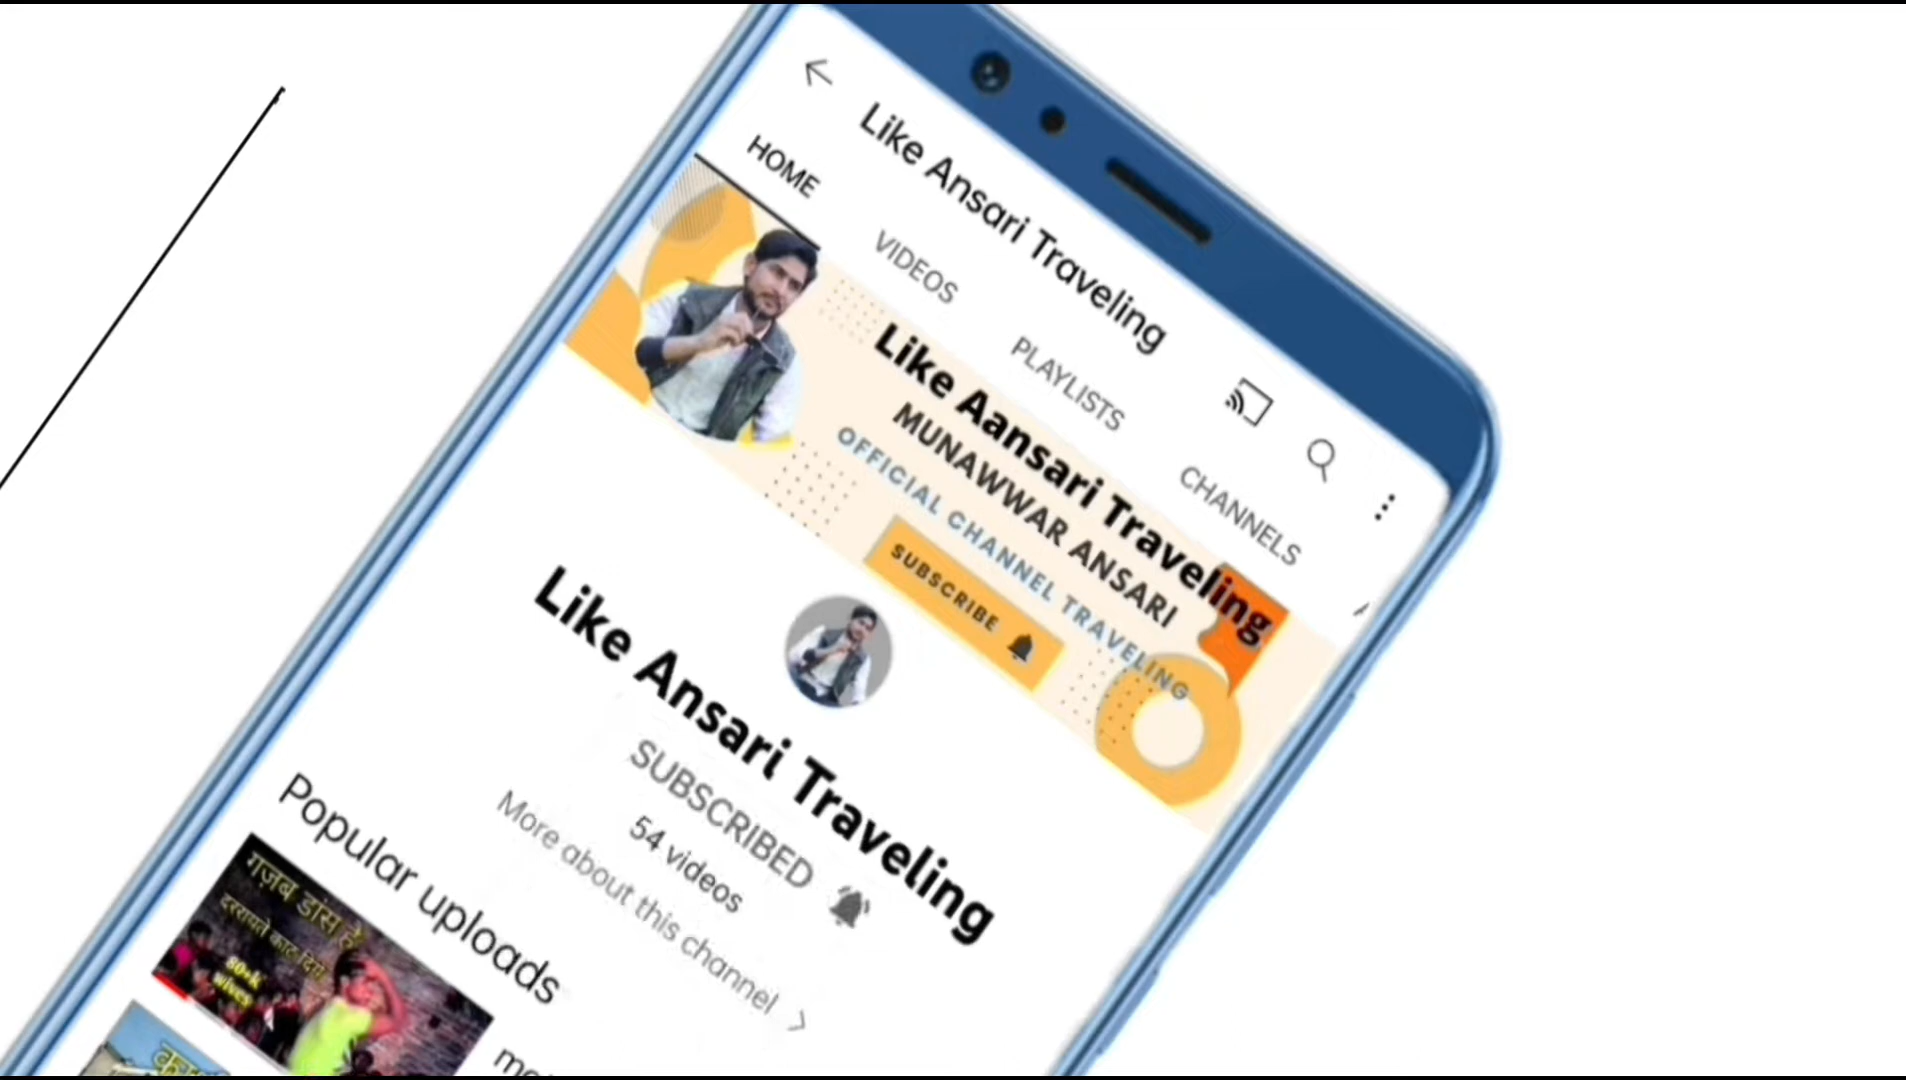 Like Ansari Traveling
HOME
VIDEOS
PLAYLISTS
CHANNELS
Like Aansari Traveling
MUNAWWAR ANSARI
OFFICIAL CHANNEL TRAVELING
SUBSCRIBE
Like Ansari Traveling
SUBSCRIBED
54 videos
More about this channel
Popular uploads
गज़ब डांस है
80+K